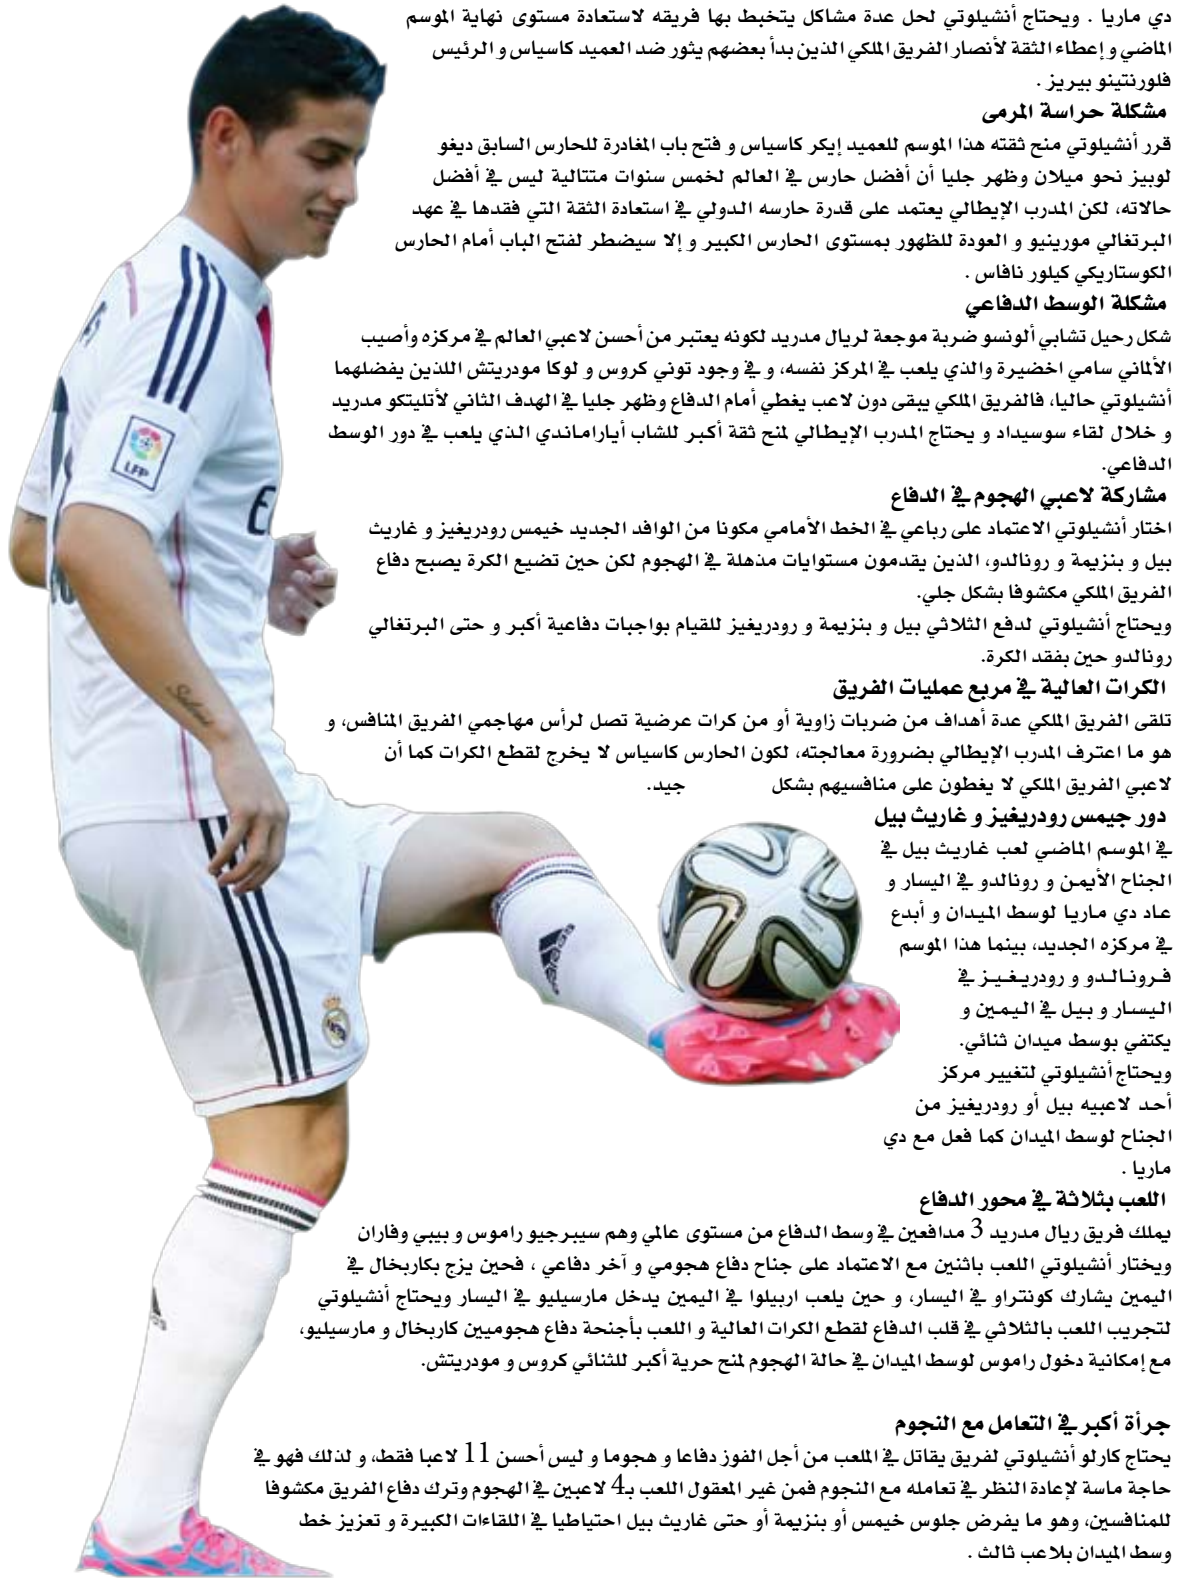 دي ماريا . ويحتاج أنشيلوتي لحل عدة مشاكل يتخبط بها فريقه لاستعادة مستوى نهاية الموسم
الماضي و إعطاء الثقة لأنصار الفريق الملكي الذين بدأ بعضهم يثور ضد العميد كاسياس و الرئيس
فلورنتينو بيريز .
مشكلة حراسة المرمى
قرر أنشيلوتي منح ثقته هذا الموسم للعميد إيكر كاسياس و فتح باب المغادرة للحارس السابق ديغو
لوبيز نحو ميلان وظهر جليا أن أفضل حارس في العالم لخمس سنوات متتالية ليس في أفضل
حالاته، لكن المدرب الإيطالي يعتمد على قدرة حارسه الدولي في استعادة الثقة التي فقدها في عهد
البرتغالي مورينيو و العودة للظهور بمستوى الحارس الكبير و إلا سيضطر لفتح الباب أمام الحارس
الكوستاريكي كيلور نافاس .
مشكلة الوسط الدفاعي
شكل رحيل تشابي ألونسو ضربة موجعة لريال مدريد لكونه يعتبر من أحسن لاعبي العالم في مركزه وأصيب
الألماني سامي اخضيرة والذي يلعب في المركز نفسه، و في وجود توني كروس و لوكا مودريتش اللذين يفضلهما
أنشيلوتي حاليا، فالفريق الملكي يبقى دون لاعب يغطي أمام الدفاع وظهر جليا في الهدف الثاني لأتليتكو مدريد
و خلال لقاء سوسيداد و يحتاج المدرب الإيطالي لمنح ثقة أكبر للشاب أياراماندي الذي يلعب في دور الوسط
الدفاعي.
مشاركة لاعبي الهجوم في الدفاع
اختار أنشيلوتي الاعتماد على رباعي في الخط الأمامي مكونا من الوافد الجديد خيمس رودريغيز و غاريث
بيل و بنزيمة و رونالدو، الذين يقدمون مستوايات مذهلة في الهجوم لكن حين تضيع الكرة يصبح دفاع
الفريق الملكي مكشوفا بشكل جلي.
ويحتاج أنشيلوتي لدفع الثلاثي بيل و بنزيمة و رودريغيز للقيام بواجبات دفاعية أكبر و حتى البرتغالي
رونالدو حين بفقد الكرة.
الكرات العالية في مربع عمليات الفريق
تلقى الفريق الملكي عدة أهداف من ضربات زاوية أو من كرات عرضية تصل لرأس مهاجمي الفريق المنافس، و
هو ما اعترف المدرب الإيطالي بضرورة معالجته، لكون الحارس كاسياس لا يخرج لقطع الكرات كما أن
لاعبي الفريق الملكي لا يغطون على منافسيهم بشكل جيد.
دور جيمس رودريغيز و غاريث بيل
في الموسم الماضي لعب غاريث بيل في
الجناح الأيمن و رونالدو في اليسار و
عاد دي ماريا لوسط الميدان و أبدع
في مركزه الجديد، بينما هذا الموسم
فرونالدو و رودريغيز في
اليسار و بيل في اليمين و
يكتفي بوسط ميدان ثنائي.
ويحتاج أنشيلوتي لتغيير مركز
أحد لاعبيه بيل أو رودريغيز من
الجناح لوسط الميدان كما فعل مع دي
ماريا .
اللعب بثلاثة في محور الدفاع
يملك فريق ريال مدريد 3 مدافعين في وسط الدفاع من مستوى عالمي وهم سيبرجيو راموس و بيبي وفاران
ويختار أنشيلوتي اللعب باثنين مع الاعتماد على جناح دفاع هجومي و آخر دفاعي ، فحين يزج بكاربخال في
اليمين يشارك كونتراو في اليسار، و حين يلعب اربيلوا في اليمين يدخل مارسيليو في اليسار ويحتاج أنشيلوتي
لتجريب اللعب بالثلاثي في قلب الدفاع لقطع الكرات العالية و اللعب بأجنحة دفاع هجوميين كاربخال و مارسيليو،
مع إمكانية دخول راموس لوسط الميدان في حالة الهجوم لمنح حرية أكبر للثنائي كروس و مودريتش.
جرأة أكبر في التعامل مع النجوم
يحتاج كارلو أنشيلوتي لفريق يقاتل في الملعب من أجل الفوز دفاعا و هجوما و ليس أحسن 11 لاعبا فقط، و لذلك فهو في
حاجة ماسة لإعادة النظر في تعامله مع النجوم فمن غير المعقول اللعب بـ4 لاعبين في الهجوم وترك دفاع الفريق مكشوفا
للمنافسين، وهو ما يفرض جلوس خيمس أو بنزيمة أو حتى غاريث بيل احتياطيا في اللقاءات الكبيرة و تعزيز خط
وسط الميدان بلاعب ثالث .
LFP